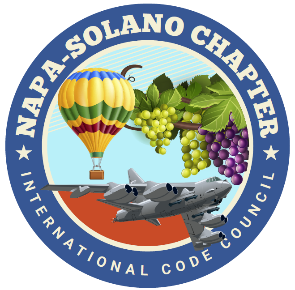 NAPA-SOLANO CHAPTER
INTERNATIONAL CODE COUNCIL